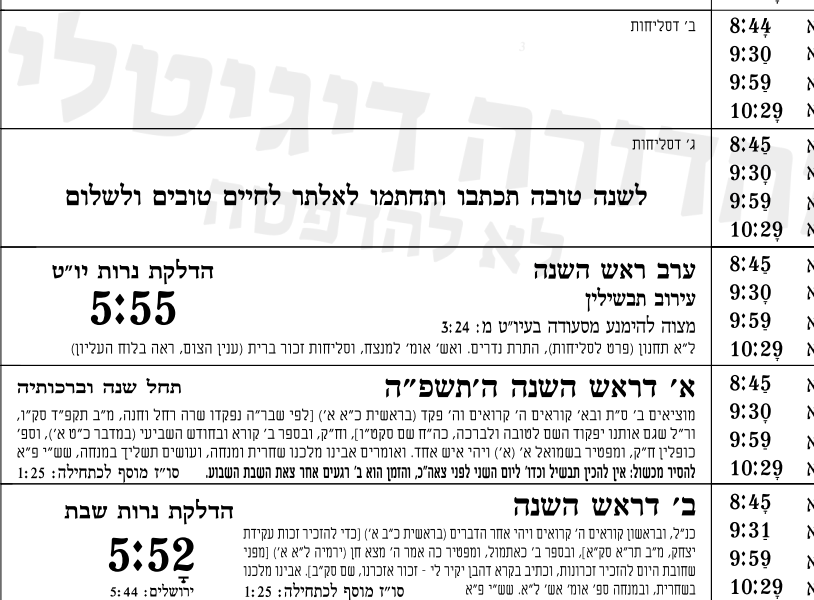 ב׳ דסליחות
8:44
9:30
9:59
10:29
ג׳ דסליחות
לשנה טובה תכתבו ותחתמו לאלתר לחיים טובים ולשלום
8:45
9:30
9:59
10:29
ערב ראש השנה
עירוב תבשילין
מצוה להימנע מסעודה בעיו״ט מ: 3:24
ל״א תחנון (פרט לסליחות), התרת נדרים. ואש׳ אומ׳ למנצח, וסליחות זכור ברית (ענין הצום, ראה בלוח העליון)
הדלקת נרות יו״ט
5:55
8:45
9:30
9:59
10:29
א׳ דראש השנה ה׳תשפ״ה
תחל שנה וברכותיה
מוציאים ב׳ ס״ת ובא׳ קוראים ה׳ קרואים וה׳ פקד (בראשית כ״א א׳) [לפי שבר״ה נפקדו שרה רחל וחנה, מ״ב תקפ״ד סק״ו,
ור״ל שגם אותנו יפקוד השם לטובה ולברכה, כה״ח שם סקט״ו], וח״ק, ובספר ב׳ קורא ובחודש השביעי (במדבר כ״ט א׳), וספ׳
כופלין ח״ק, ומפטיר בשמואל א׳ (א׳) ויהי איש אחד. ואומרים אבינו מלכנו שחרית ומנחה, ועושים תשליך במנחה, שש״י פ״א
להסיר מכשול: אין להכין תבשיל וכדו׳ ליום השני לפני צאה״כ, והזמן הוא ב׳ רגעים אחר צאת השבת השבוע.
סו״ז מוסף לכתחילה: 1:25
8:45
9:30
9:59
10:29
ב׳ דראש השנה
כנ״ל, ובראשון קוראים ה׳ קרואים ויהי אחר הדברים (בראשית כ״ב א׳) [כדי להזכיר זכות עקידת
יצחק, מ״ב תר״א סק״א], ובספר ב׳ כאתמול, ומפטיר כה אמר ה׳ מצא חן (ירמיה ל״א א׳) [מפני
שחובת היום להזכיר זכרונות, וכתיב בקרא דהבן יקיר לי - זכור אזכרנו, שם סק״ב]. אבינו מלכנו
בשחרית, ובמנחה ספ׳ אומ׳ אש׳ ל״א. שש״י פ״א
סו״ז מוסף לכתחילה: 1:25
הדלקת נרות שבת
5:52
ירושלים: 5:44
8:45
9:31
9:59
10:29
מהדורה דיגיטלי
לא להדפסה